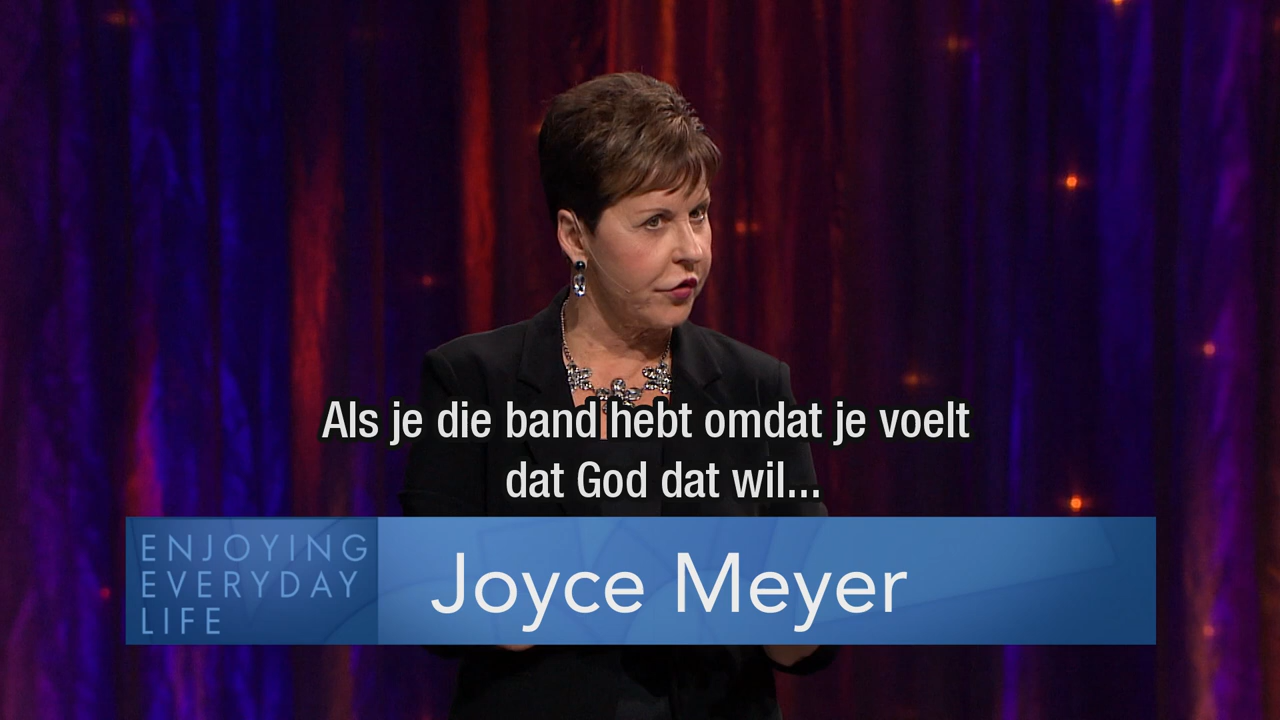 Als je die band hebt omdat je voelt
dat God dat wil...
ENJOYING
EVERYDAY
LIFE
Joyce Meyer